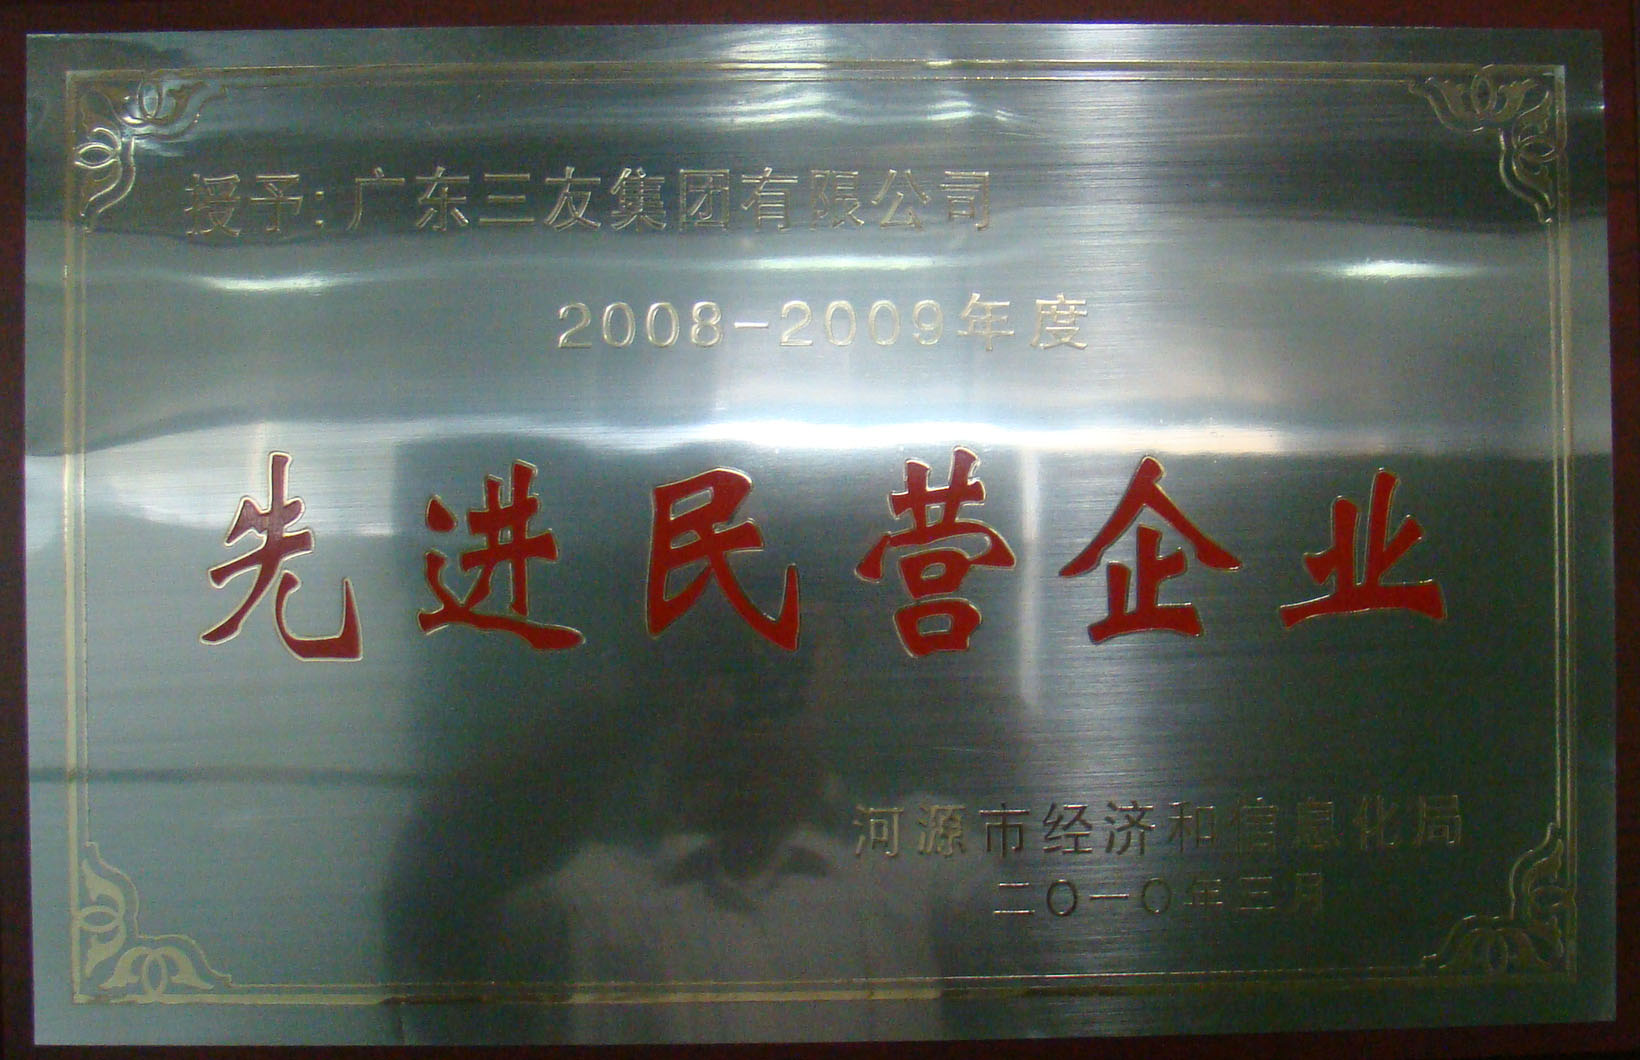 授予:广东三友集团有限公司
2008-2009年度
先进民营企业
河源市经济和信息化局
二〇一〇年三月